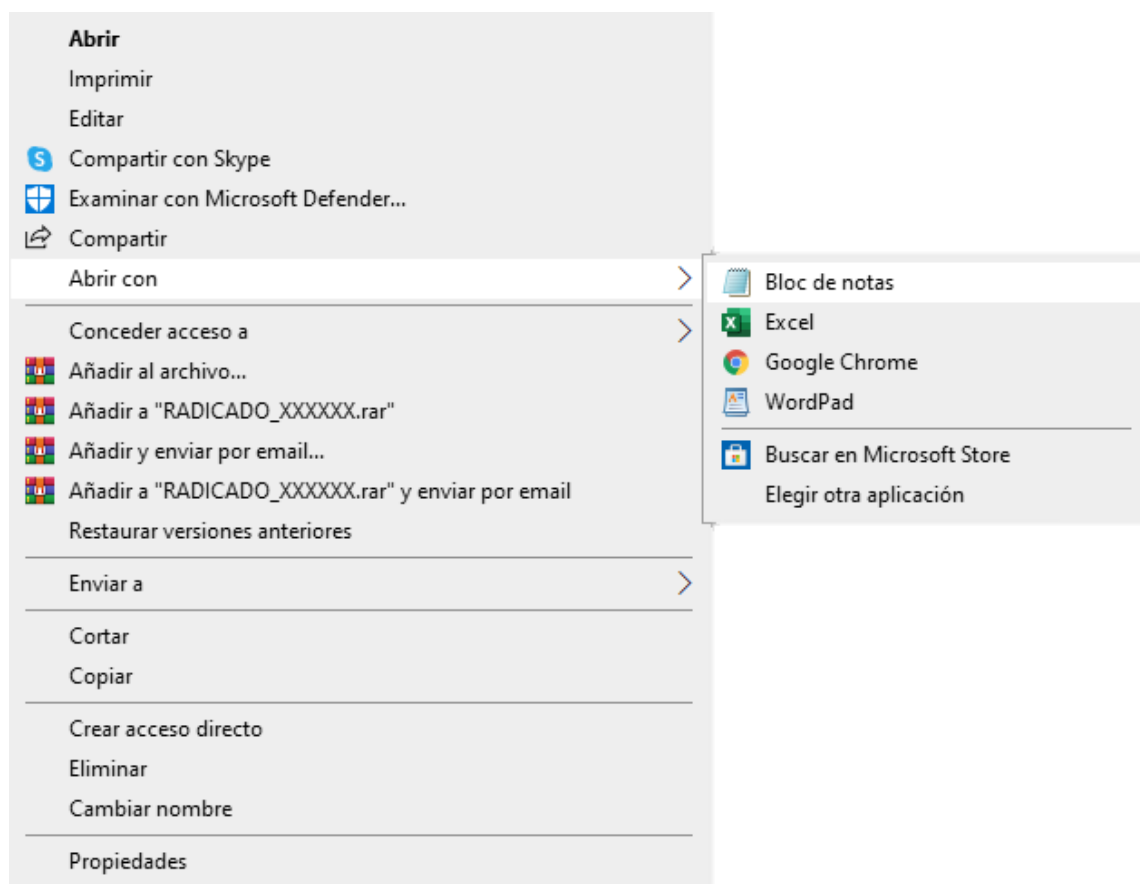 Abrir
Imprimir
Editar
Compartir con Skype
Examinar con Microsoft Defender...
Compartir
Abrir con
Conceder acceso a
Añadir al archivo...
Añadir a "RADICADO_XXXXXX.rar"
Añadir y enviar por email...
Añadir a "RADICADO_XXXXXX.rar" y enviar por email
Restaurar versiones anteriores
Enviar a
Cortar
Copiar
Crear acceso directo
Eliminar
Cambiar nombre
Propiedades
Bloc de notas
Excel
Google Chrome
WordPad
Buscar en Microsoft Store
Elegir otra aplicación